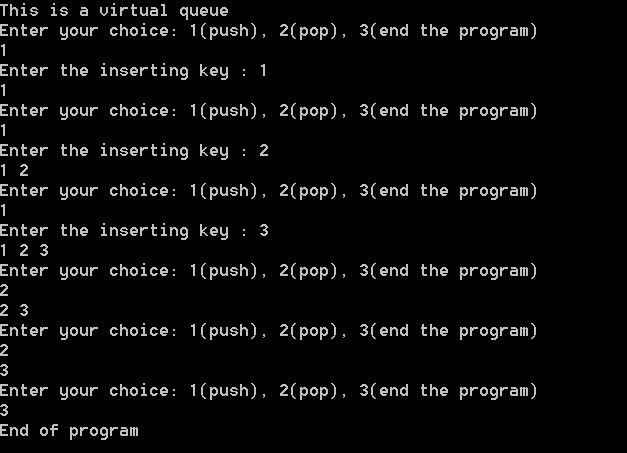 This is a virtual queue
Enter your choice: 1(push), 2(pop), 3(end the program)
1
Enter the inserting key : 1
1
Enter your choice: 1(push), 2(pop), 3(end the program)
1
Enter the inserting key : 2
1 2
Enter your choice: 1(push), 2(pop), 3(end the program)
1
Enter the inserting key : 3
1 2 3
Enter your choice: 1(push), 2(pop), 3(end the program)
2
2 3
Enter your choice: 1(push), 2(pop), 3(end the program)
2
3
Enter your choice: 1(push), 2(pop), 3(end the program)
3
End of program